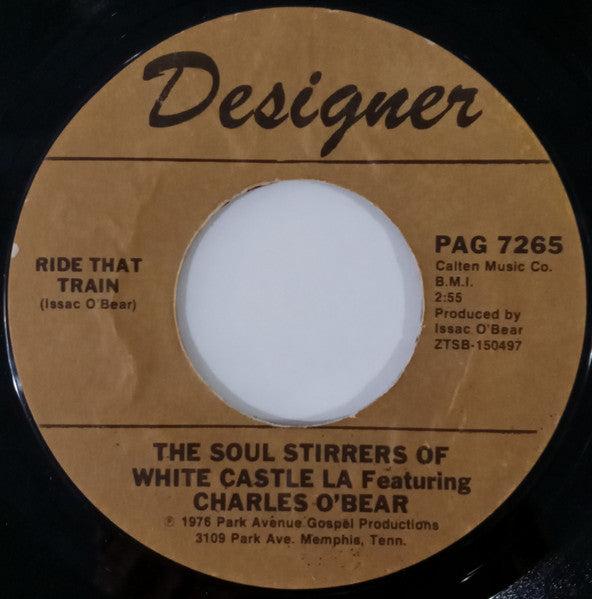 Designer
RIDE THAT
TRAIN
(Issac O'Bear)
PAG 7265
Calten Music Co.
B.M.I.
2:55
Produced by
Issac O'Bear
ZTSB-150497
THE SOUL STIRRERS OF
WHITE CASTLE LA Featuring
CHARLES O'BEAR
℗ 1976 Park Avenue Gospel Productions
3109 Park Ave. Memphis, Tenn.